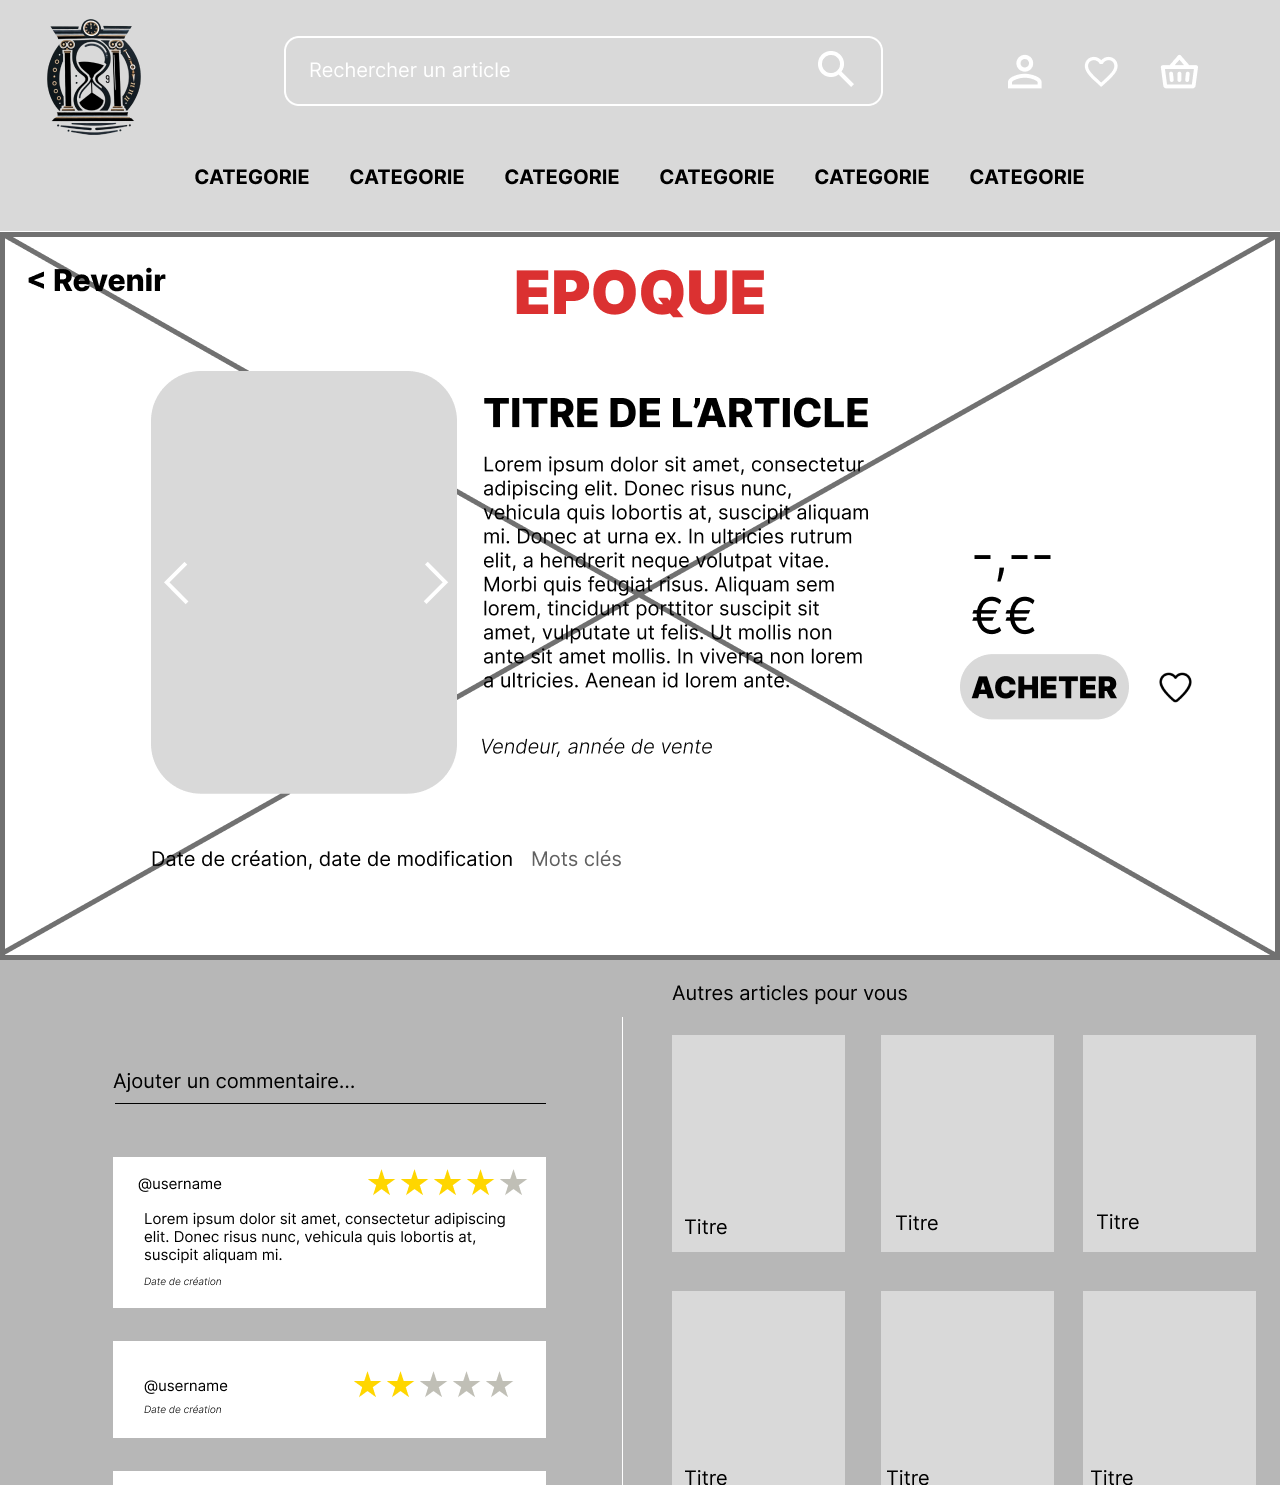 Rechercher un article
CATEGORIE CATEGORIE CATEGORIE CATEGORIE CATEGORIE CATEGORIE
< Revenir
EPOQUE
TITRE DE L’ARTICLE
Lorem ipsum dolor sit amet, consectetur
adipiscing elit. Donec risus nunc,
vehicula quis lobortis at, suscipit aliquam
mi. Donec at urna ex. In ultricies rutrum
elit, a hendrerit neque volutpat vitae.
Morbi quis feugiat risus. Aliquam sem
lorem, tincidunt porttitor suscipit sit
amet, vulputate ut felis. Ut mollis non
ante sit amet mollis. In viverra non lorem
a ultricies. Aenean id lorem ante.
Vendeur, année de vente
-,--
€€
ACHETER
Date de création, date de modification Mots clés
Ajouter un commentaire...
@username
Lorem ipsum dolor sit amet, consectetur adipiscing
elit. Donec risus nunc, vehicula quis lobortis at,
suscipit aliquam mi.
Date de création
@username
Date de création
Autres articles pour vous
Titre Titre Titre
Titre Titre Titre